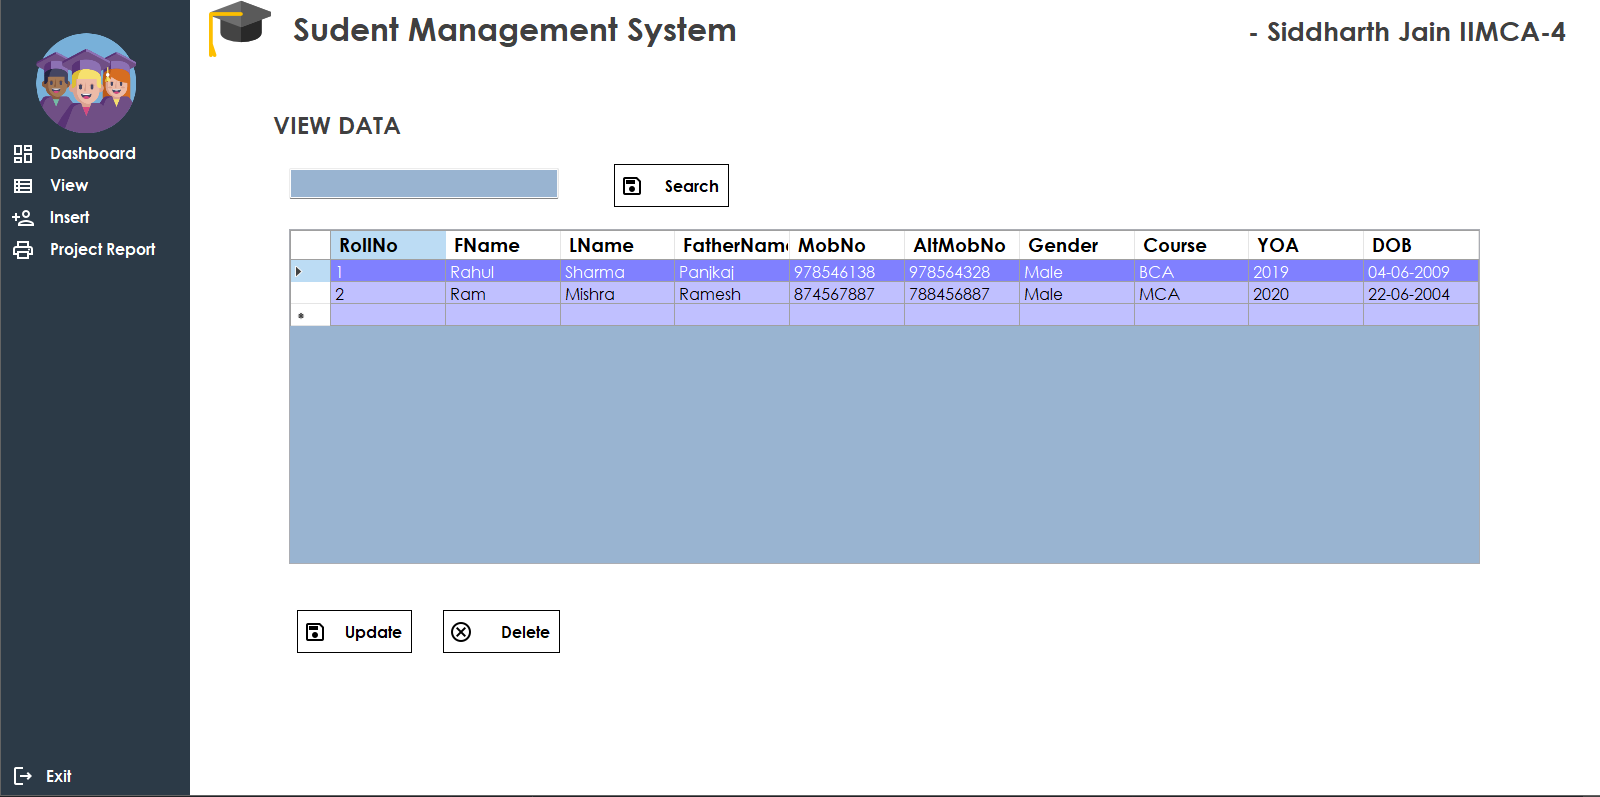 Sudent Management System
- Siddharth Jain IIMCA-4
Dashboard
View
Insert
Project Report
Exit
VIEW DATA
Search
RollNo FName LName FatherNam MobNo AltMobNo Gender Course YOA DOB
1 Rahul Sharma Panjkaj 978546138 978564328 Male BCA 2019 04-06-2009
2 Ram Mishra Ramesh 874567887 788456887 Male MCA 2020 22-06-2004
Update Delete